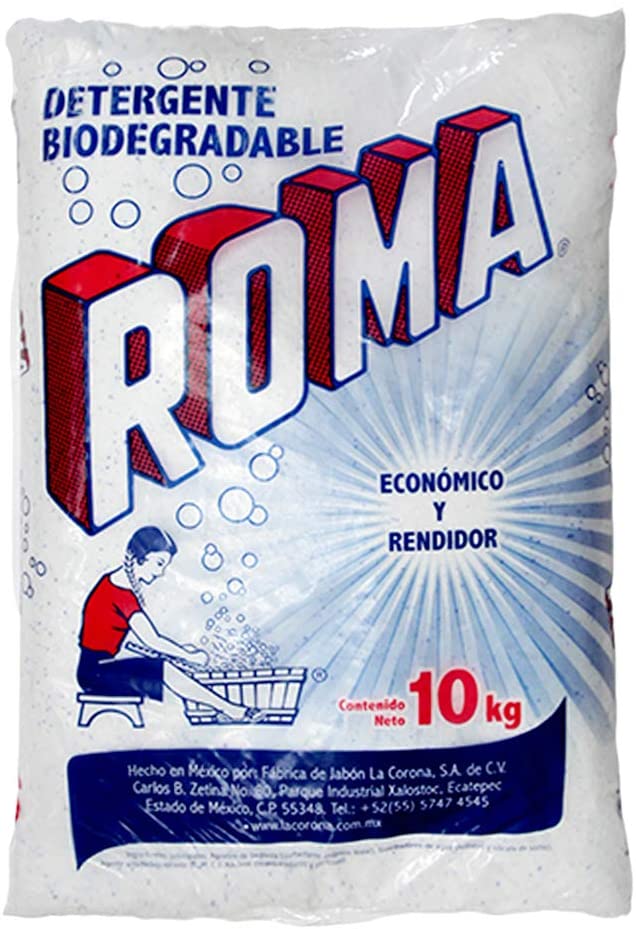 DETERGENTE
BIODEGRADABLE
ROMA
®
ECONÓMICO
Y
RENDIDOR
®
Contenido
Neto 10 kg
Hecho en México por: Fábrica de Jabón La Corona, S.A. de C.V.
Carlos B. Zetina No. 80, Parque Industrial Xalostoc, Ecatepec
Estado de México, C.P. 55348, Tel.: +52(55) 5747 4545
• www.lacorona.com.mx